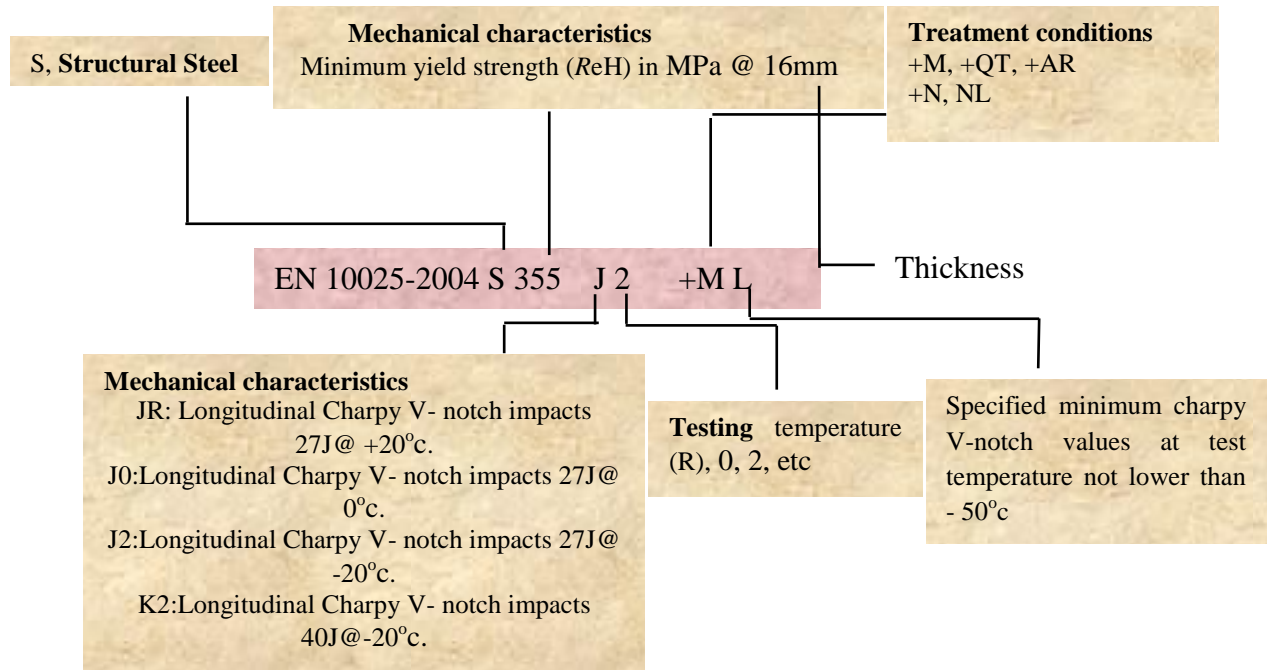 S, Structural Steel
Mechanical characteristics
Minimum yield strength (ReH) in MPa @ 16mm
Treatment conditions
+M, +QT, +AR
+N, NL
EN 10025-2004 S 355 J 2 +M L
Thickness
Mechanical characteristics
JR: Longitudinal Charpy V- notch impacts
27J@ +20°c.
J0:Longitudinal Charpy V- notch impacts 27J@
0°c.
J2:Longitudinal Charpy V- notch impacts 27J@
-20°c.
K2:Longitudinal Charpy V- notch impacts
40J@-20°c.
Testing temperature
(R), 0, 2, etc
Specified minimum charpy
V-notch values at test
temperature not lower than
- 50°c